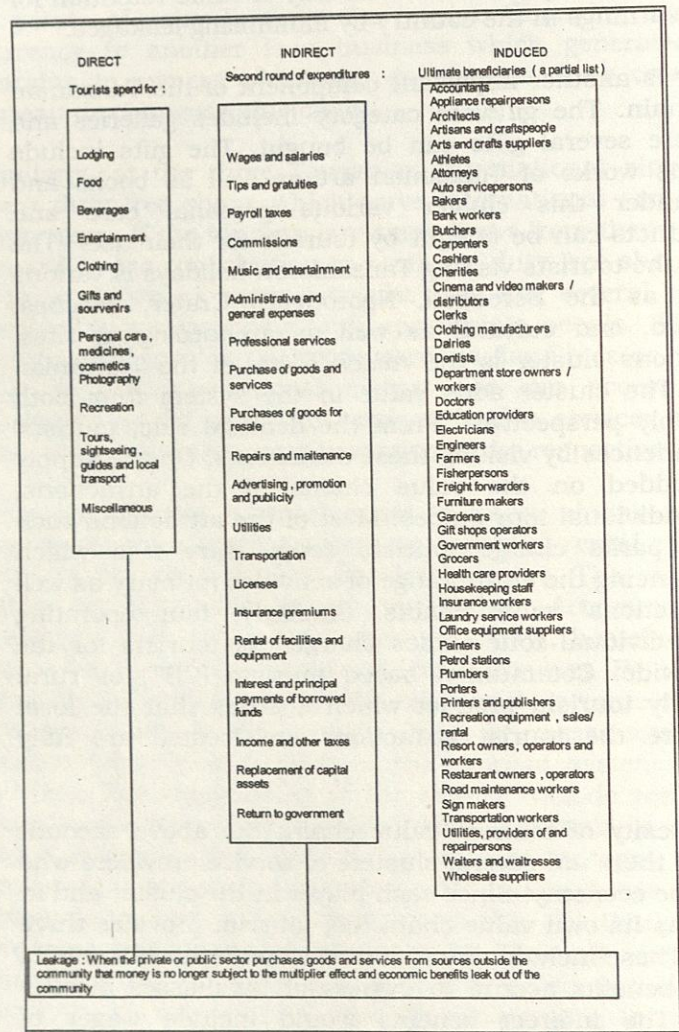 DIRECT
Tourists spend for :
Lodging
Food
Beverages
Entertainment
Clothing
Gifts and
sourvenirs
Personal care ,
medicines,
cosmetics
Photography
Recreation
Tours,
sightseeing,
guides and local
transport
Miscellaneous
INDIRECT
Second round of expenditures :
Wages and salaries
Tips and gratuities
Payroll taxes
Commissions
Music and entertainment
Administrative and
general expenses
Professional services
Purchase of goods and
services
Purchases of goods for
resale
Repairs and maitenance
Advertising , promotion
and publicity
Utilities
Transportation
Licenses
Insurance premiums
Rental of facilities and
equipment
Interest and principal
payments of borrowed
funds
Income and other taxes
Replacement of capital
assets
Return to government
INDUCED
Ultimate beneficiaries ( a partial list )
Accountants
Appliance repairpersons
Architects
Artisans and craftspeople
Arts and crafts suppliers
Athletes
Attorneys
Auto servicepersons
Bakers
Bank workers
Butchers
Carpenters
Cashiers
Charities
Cinema and video makers /
distributors
Clerks
Clothing manufacturers
Dairies
Dentists
Department store owners /
workers
Doctors
Education providers
Electricians
Engineers
Farmers
Fisherpersons
Freight forwarders
Furniture makers
Gardeners
Gift shops operators
Government workers
Grocers
Health care providers
Housekeeping staff
Insurance workers
Laundry service workers
Office equipment suppliers
Painters
Petrol stations
Plumbers
Porters
Printers and publishers
Recreation equipment , sales/
rental
Resort owners, operators and
workers
Restaurant owners , operators
Road maintenance workers
Sign makers
Transportation workers
Utilities, providers of and
repairpersons
Waiters and waitresses
Wholesale suppliers
Leakage : When the private or public sector purchases goods and services from sources outside the
community that money is no longer subject to the multiplier effect and economic benefits leak out of the
community